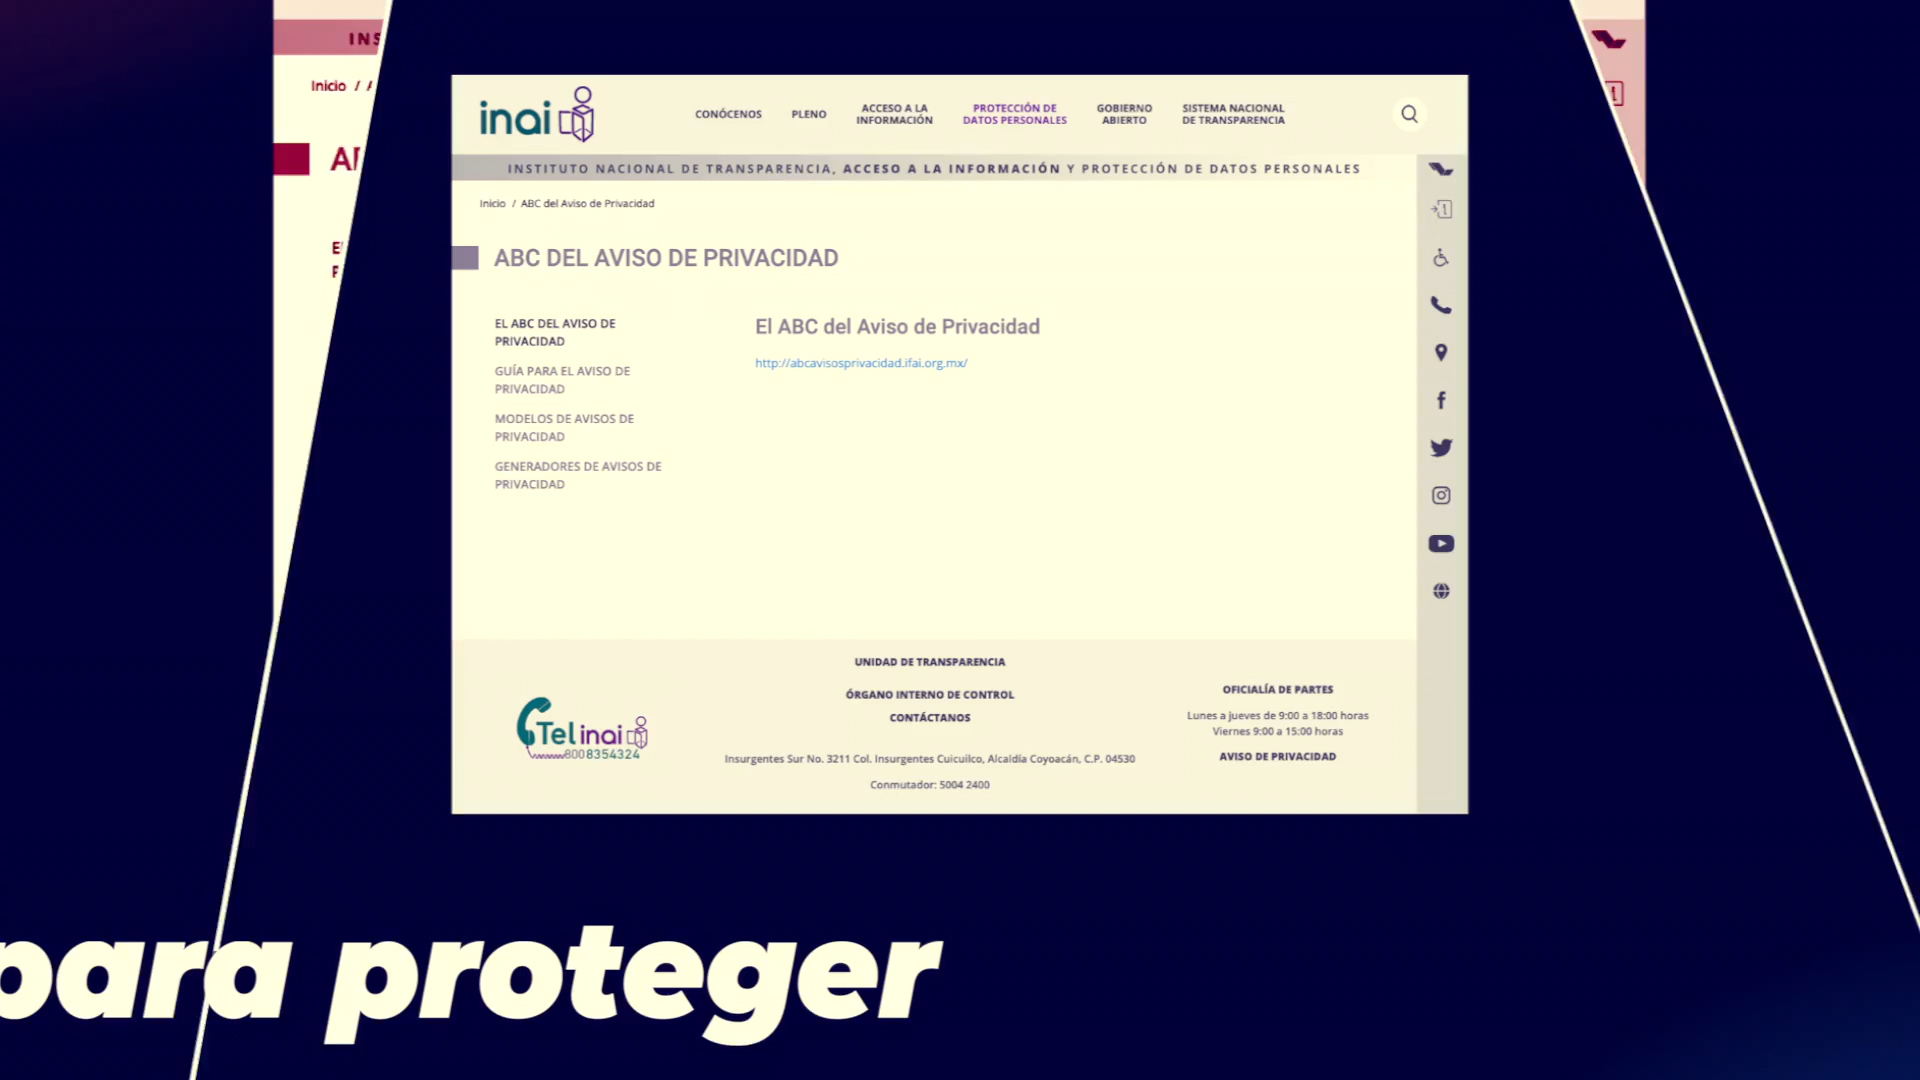 INS
Inicio /
inai
CONÓCENOS
PLENO
ACCESO A LA
INFORMACIÓN
PROTECCIÓN DE
DATOS PERSONALES
GOBIERNO
ABIERTO
SISTEMA NACIONAL
DE TRANSPARENCIA
INSTITUTO NACIONAL DE TRANSPARENCIA, ACCESO A LA INFORMACIÓN Y PROTECCIÓN DE DATOS PERSONALES
Inicio / ABC del Aviso de Privacidad
ABC DEL AVISO DE PRIVACIDAD
EL ABC DEL AVISO DE
PRIVACIDAD
GUÍA PARA EL AVISO DE
PRIVACIDAD
MODELOS DE AVISOS DE
PRIVACIDAD
GENERADORES DE AVISOS DE
PRIVACIDAD
El ABC del Aviso de Privacidad
http://abcavisosprivacidad.ifai.org.mx/
Telinai
8008354324
UNIDAD DE TRANSPARENCIA
ÓRGANO INTERNO DE CONTROL
CONTÁCTANOS
Insurgentes Sur No. 3211 Col. Insurgentes Cuicuilco, Alcaldía Coyoacán, C.P. 04530
Conmutador: 5004 2400
OFICIALÍA DE PARTES
Lunes a jueves de 9:00 a 18:00 horas
Viernes 9:00 a 15:00 horas
AVISO DE PRIVACIDAD
para proteger